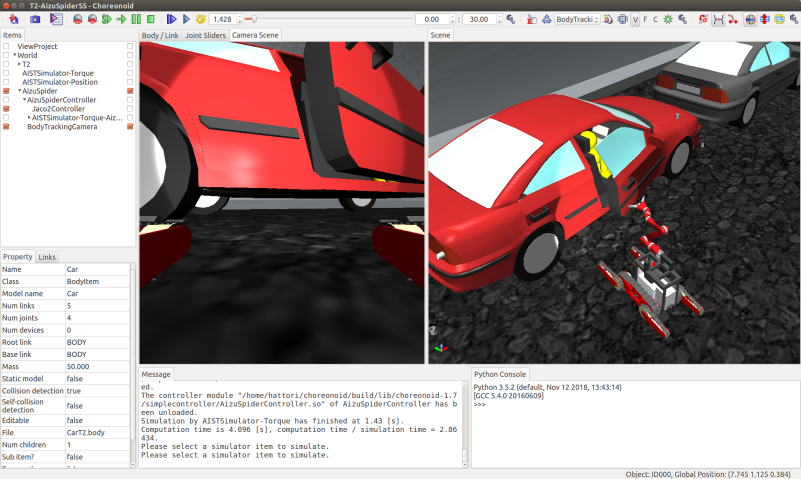 T2-AizuSpiderSS - Choreonoid
1.428
0.00 : 30.00
BodyTracki
V F C
Items
ViewProject
World
T2
AISTSimulator-Torque
AISTSimulator-Position
AizuSpider
AizuSpiderController
Jaco2Controller
AISTSimulator-Torque-Aiz...
BodyTrackingCamera
Body / Link Joint Sliders Camera Scene
Scene
Property Links
Name Car
Class BodyItem
Model name Car
Num links 5
Num joints 4
Num devices 0
Root link BODY
Base link BODY
Mass 50.000
Static model false
Collision detection true
Self-collision
detection false
Editable false
File CarT2.body
Num children 1
Sub item? false
Message
ed.
The controller module "/home/hattori/choreonoid/build/lib/choreonoid-1.7
/simplecontroller/AizuSpiderController.so" of AizuSpiderController has b
een unloaded.
Simulation by AISTSimulator-Torque has finished at 1.43 [s].
Computation time is 4.096 [s], computation time / simulation time = 2.86
434.
Please select a simulator item to simulate.
Please select a simulator item to simulate.
Python Console
Python 3.5.2 (default, Nov 12 2018, 13:43:14)
[GCC 5.4.0 20160609]
>>>
Object: ID000, Global Position: (7.745 1.125 0.384)